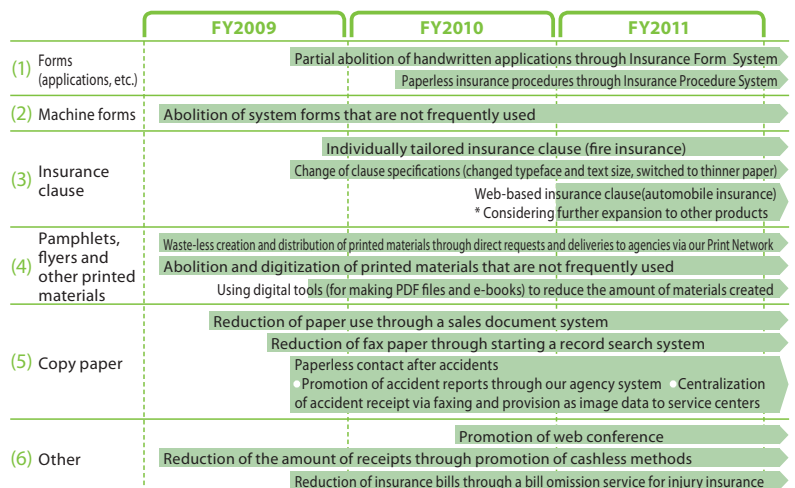 FY2009 FY2010 FY2011
(1) Forms
(applications, etc.)
Partial abolition of handwritten applications through Insurance Form System
Paperless insurance procedures through Insurance Procedure System
(2) Machine forms
Abolition of system forms that are not frequently used
(3) Insurance
clause
Individually tailored insurance clause (fire insurance)
Change of clause specifications (changed typeface and text size, switched to thinner paper)
Web-based insurance clause(automobile insurance)
* Considering further expansion to other products
(4) Pamphlets,
flyers and
other printed
materials
Waste-less creation and distribution of printed materials through direct requests and deliveries to agencies via our Print Network
Abolition and digitization of printed materials that are not frequently used
Using digital tools (for making PDF files and e-books) to reduce the amount of materials created
(5) Copy paper
Reduction of paper use through a sales document system
Reduction of fax paper through starting a record search system
Paperless contact after accidents
●Promotion of accident reports through our agency system ●Centralization
of accident receipt via faxing and provision as image data to service centers
(6) Other
Promotion of web conference
Reduction of the amount of receipts through promotion of cashless methods
Reduction of insurance bills through a bill omission service for injury insurance